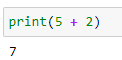 print(5 + 2)
7